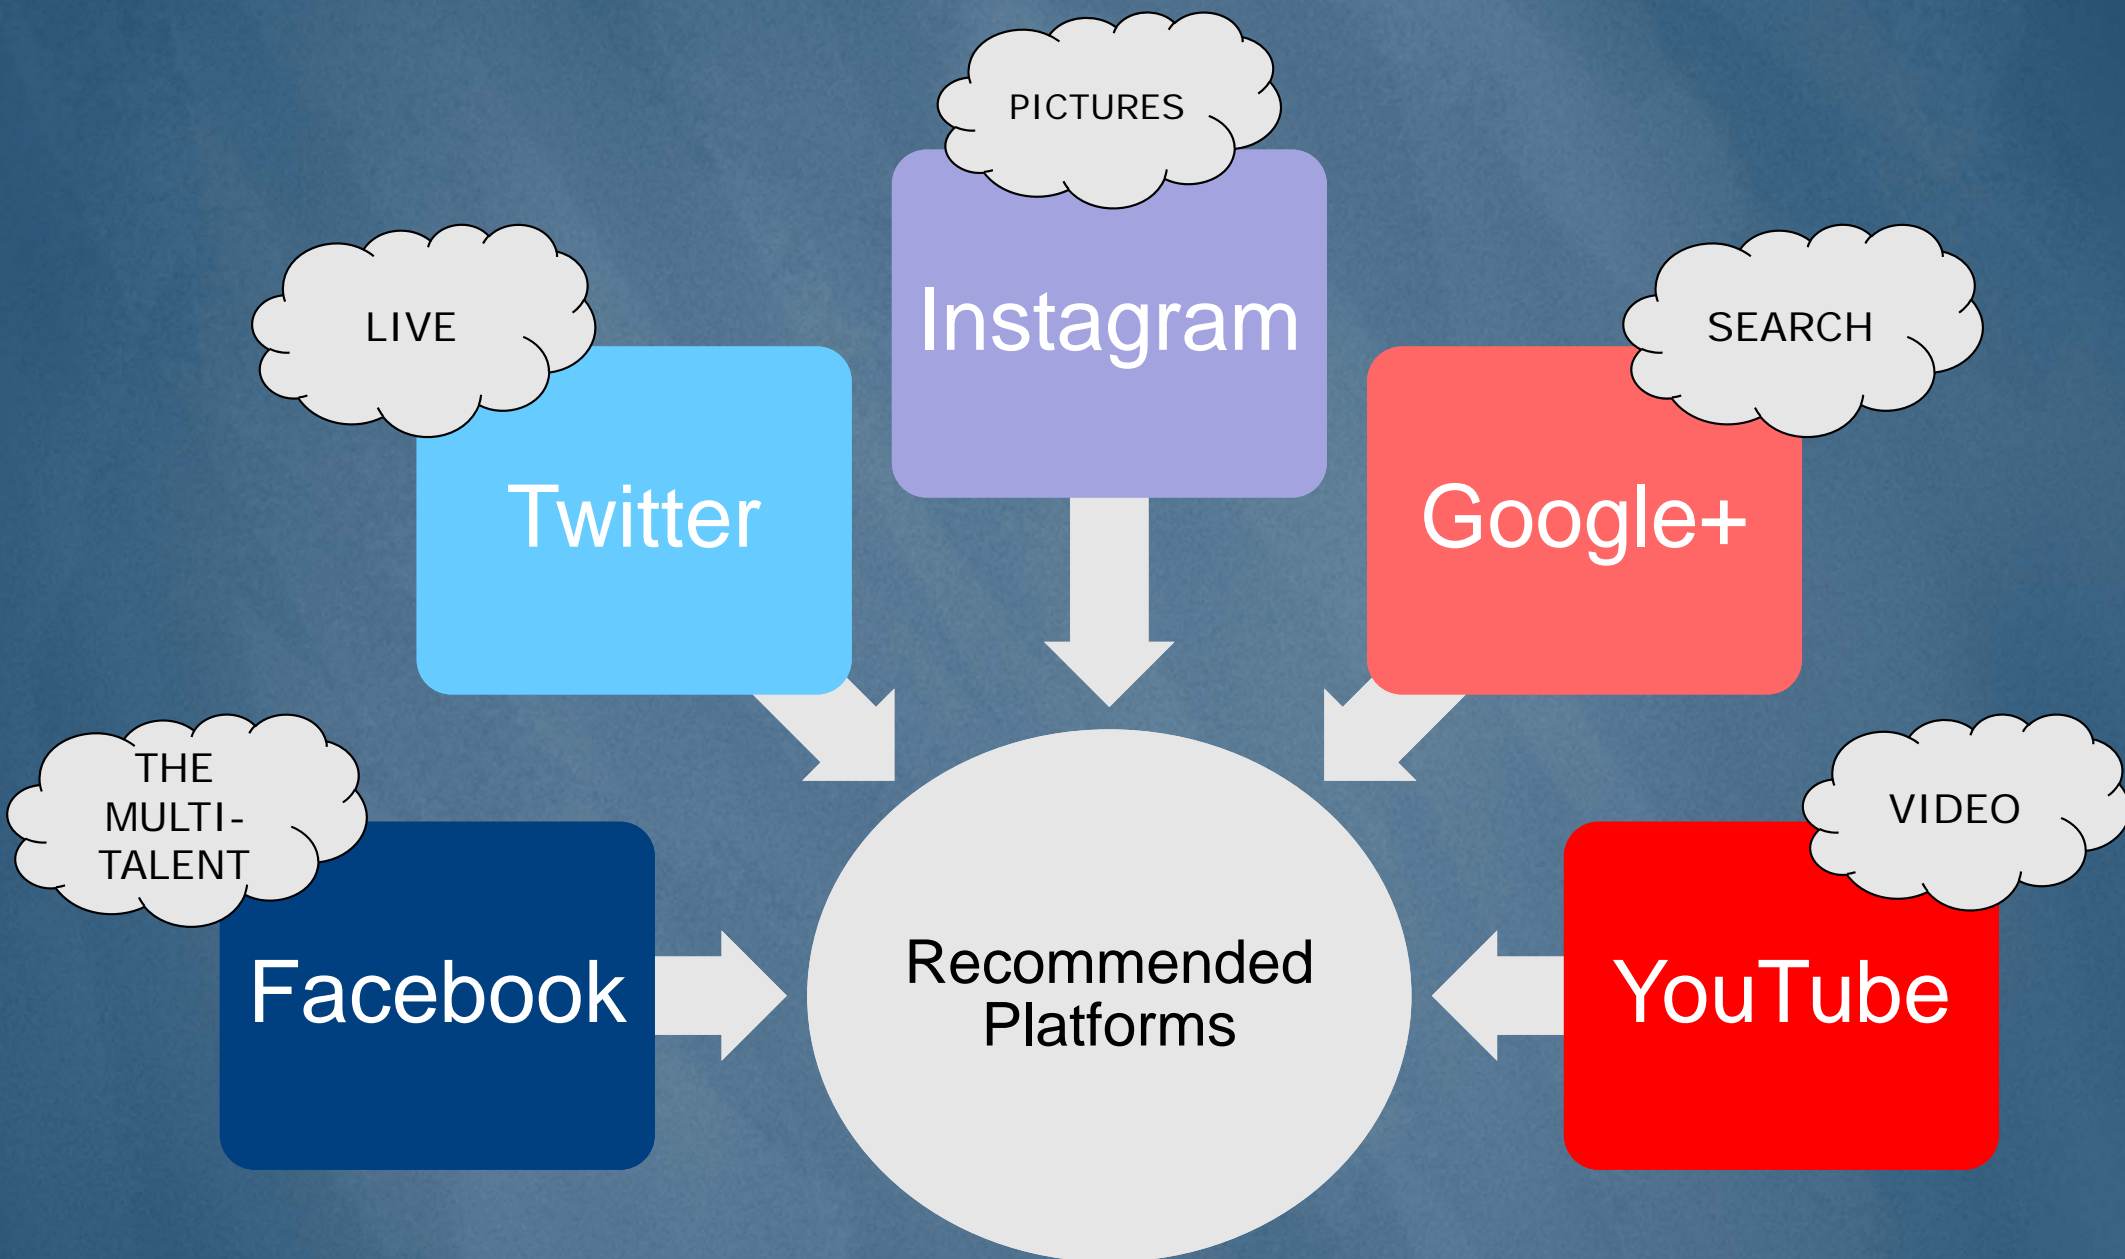 PICTURES
Instagram
LIVE
Twitter
SEARCH
Google+
THE
MULTI-
TALENT
Facebook
VIDEO
YouTube
Recommended
Platforms